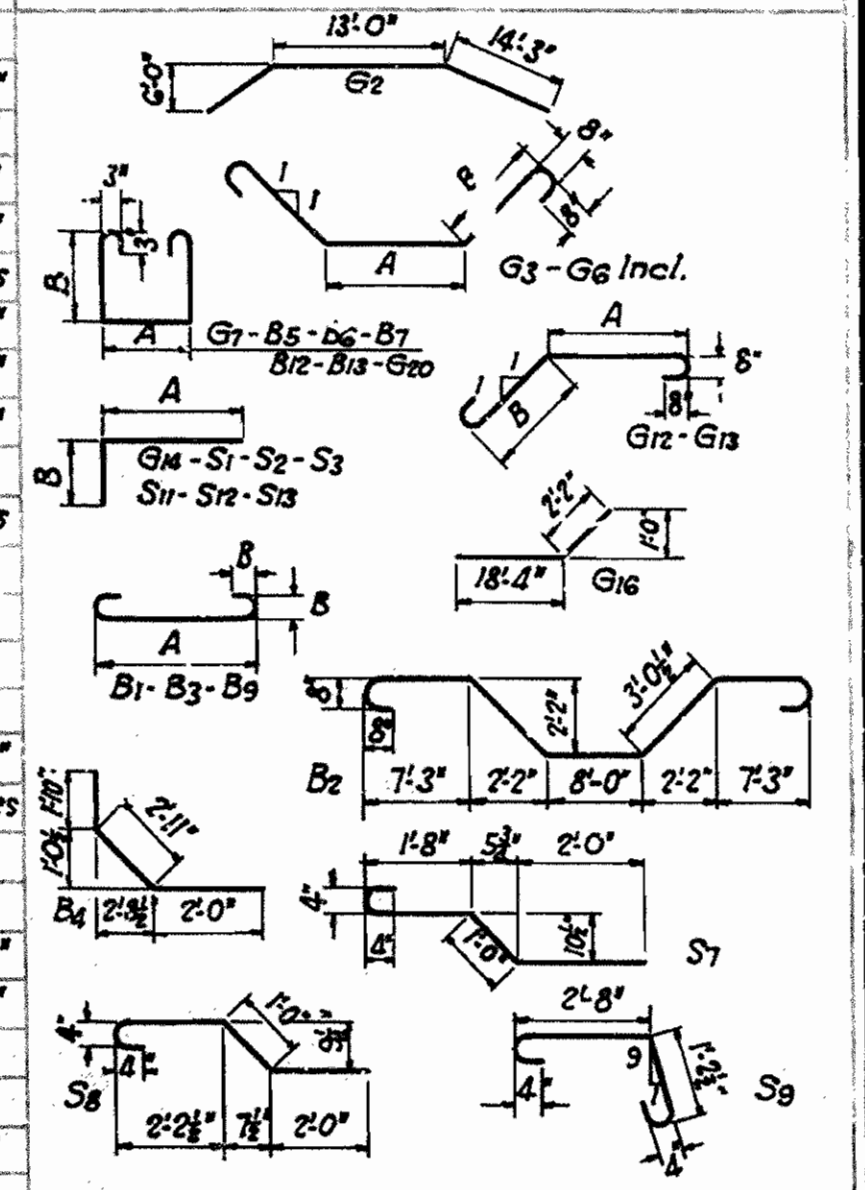 13'-0"
14'-3"
6'-0"
G2
8"
3"
1
1
B
8"
3
B
A
G3-G6 Incl.
A
G7-B5-b6-B7
B12-B13-G20
A
8"
1
1
B
8"
G12-G13
A
B
G14-S1-S2-S3
S11-S12-S13
2'-2"
1'-0"
18'-4"
G16
B
B
A
B1-B3-B9
8"
8"
2'-2"
3'-0½"
B2
7'-3"
2'-2"
8'-0"
2'-2"
7'-3"
1'-10"
1'-0½"
2'-11"
B4
2'-8½"
2'-0"
1'-8"
5¾"
2'-0"
4"
4"
1'-0"
10½"
S7
4"
4"
S8
2'-2½"
7½"
2'-0"
2'-8"
9
4"
1'-2½"
4"
S9